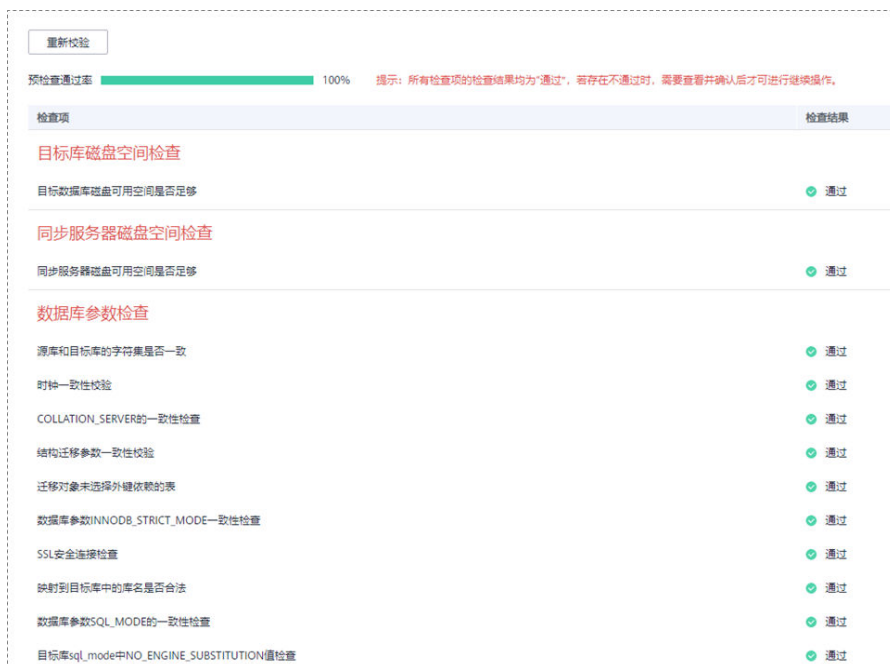 重新校验
预检查通过率 100% 提示：所有检查项的检查结果均为"通过"，若存在不通过时，需要查看并确认后才可进行继续操作。
检查项 检查结果
目标库磁盘空间检查
目标数据库磁盘可用空间是否足够 通过
同步服务器磁盘空间检查
同步服务器磁盘可用空间是否足够 通过
数据库参数检查
源库和目标库的字符集是否一致 通过
时钟一致性校验 通过
COLLATION_SERVER的一致性检查 通过
结构迁移参数一致性校验 通过
迁移对象未选择外键依赖的表 通过
数据库参数INNODB_STRICT_MODE一致性检查 通过
SSL安全连接检查 通过
映射到目标库中的库名是否合法 通过
数据库参数SQL_MODE的一致性检查 通过
目标库sql_mode中NO_ENGINE_SUBSTITUTION值检查 通过